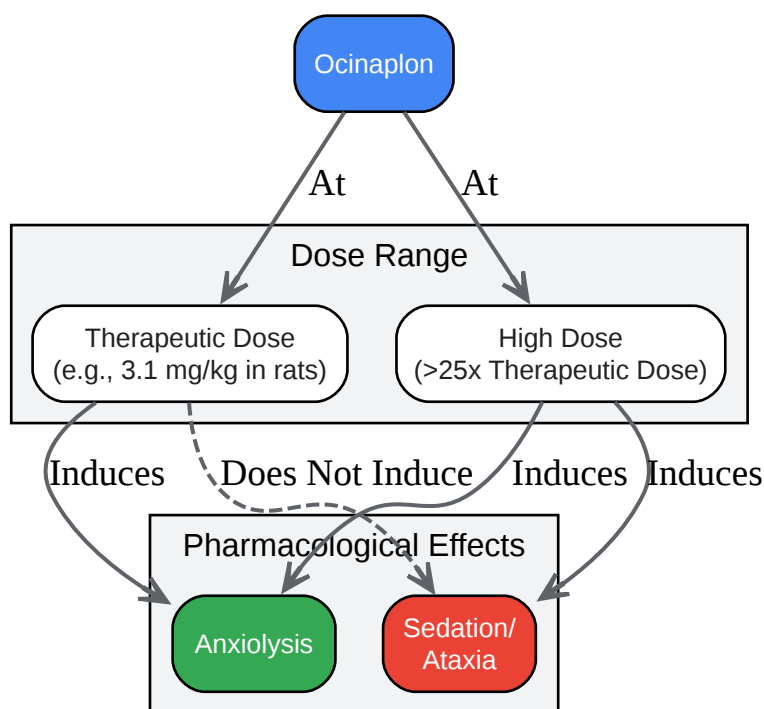 Ocinaplon
At
At
Dose Range
Therapeutic Dose
(e.g., 3.1 mg/kg in rats)
High Dose
(>25x Therapeutic Dose)
Induces
Does Not Induce
Induces
Induces
Pharmacological Effects
Anxiolysis
Sedation/
Ataxia